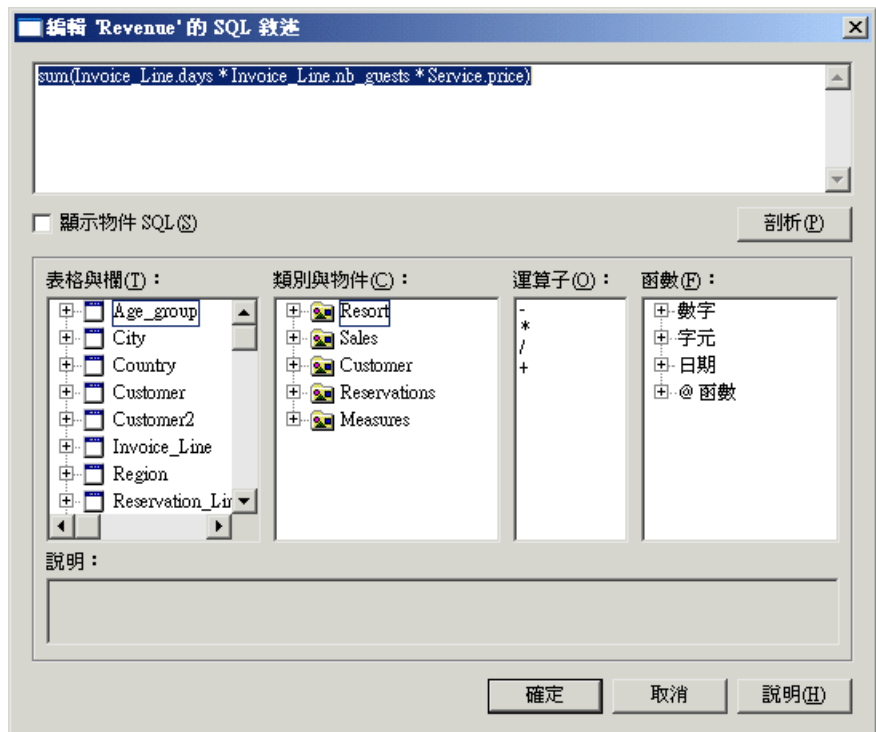 編輯 'Revenue' 的 SQL 敘述
sum(Invoice_Line.days * Invoice_Line.nb_guests * Service.price)
顯示物件 SQL(S)
剖析(P)
表格與欄(T)：
Age_group
City
Country
Customer
Customer2
Invoice_Line
Region
Reservation_Lin
類別與物件(C)：
Resort
Sales
Customer
Reservations
Measures
運算子(O)：
-
*
/
+
函數(F)：
數字
字元
日期
@ 函數
說明：
確定
取消
說明(H)